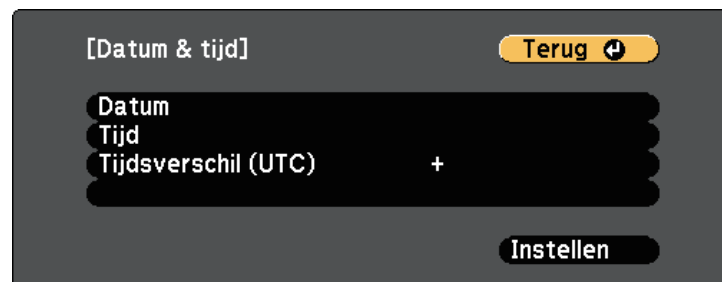 [Datum & tijd]
Terug
Datum
Tijd
Tijdsverschil (UTC) +
Instellen